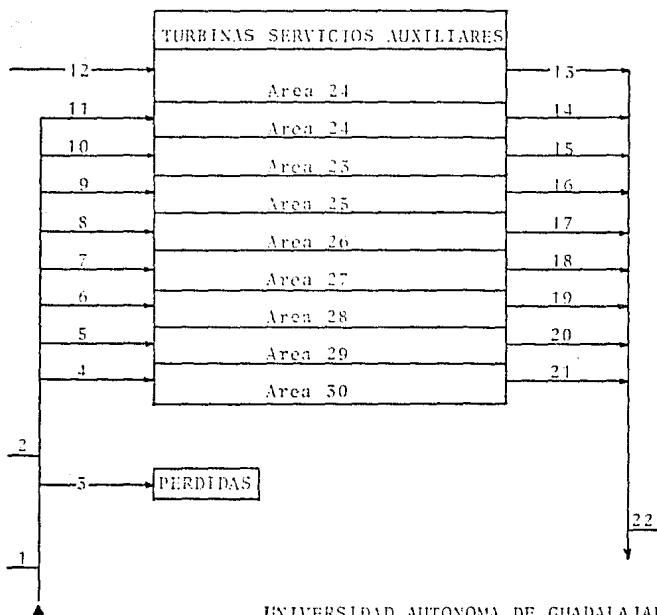 TURBINAS SERVICIOS AUXILIARES
12 13
Area 24
11 14
Area 24
10 15
Area 25
9 16
Area 25
8 17
Area 26
7 18
Area 27
6 19
Area 28
5 20
Area 29
4 21
Area 30
2
3 PERDIDAS
22
1
UNIVERSIDAD AUTONOMA DE